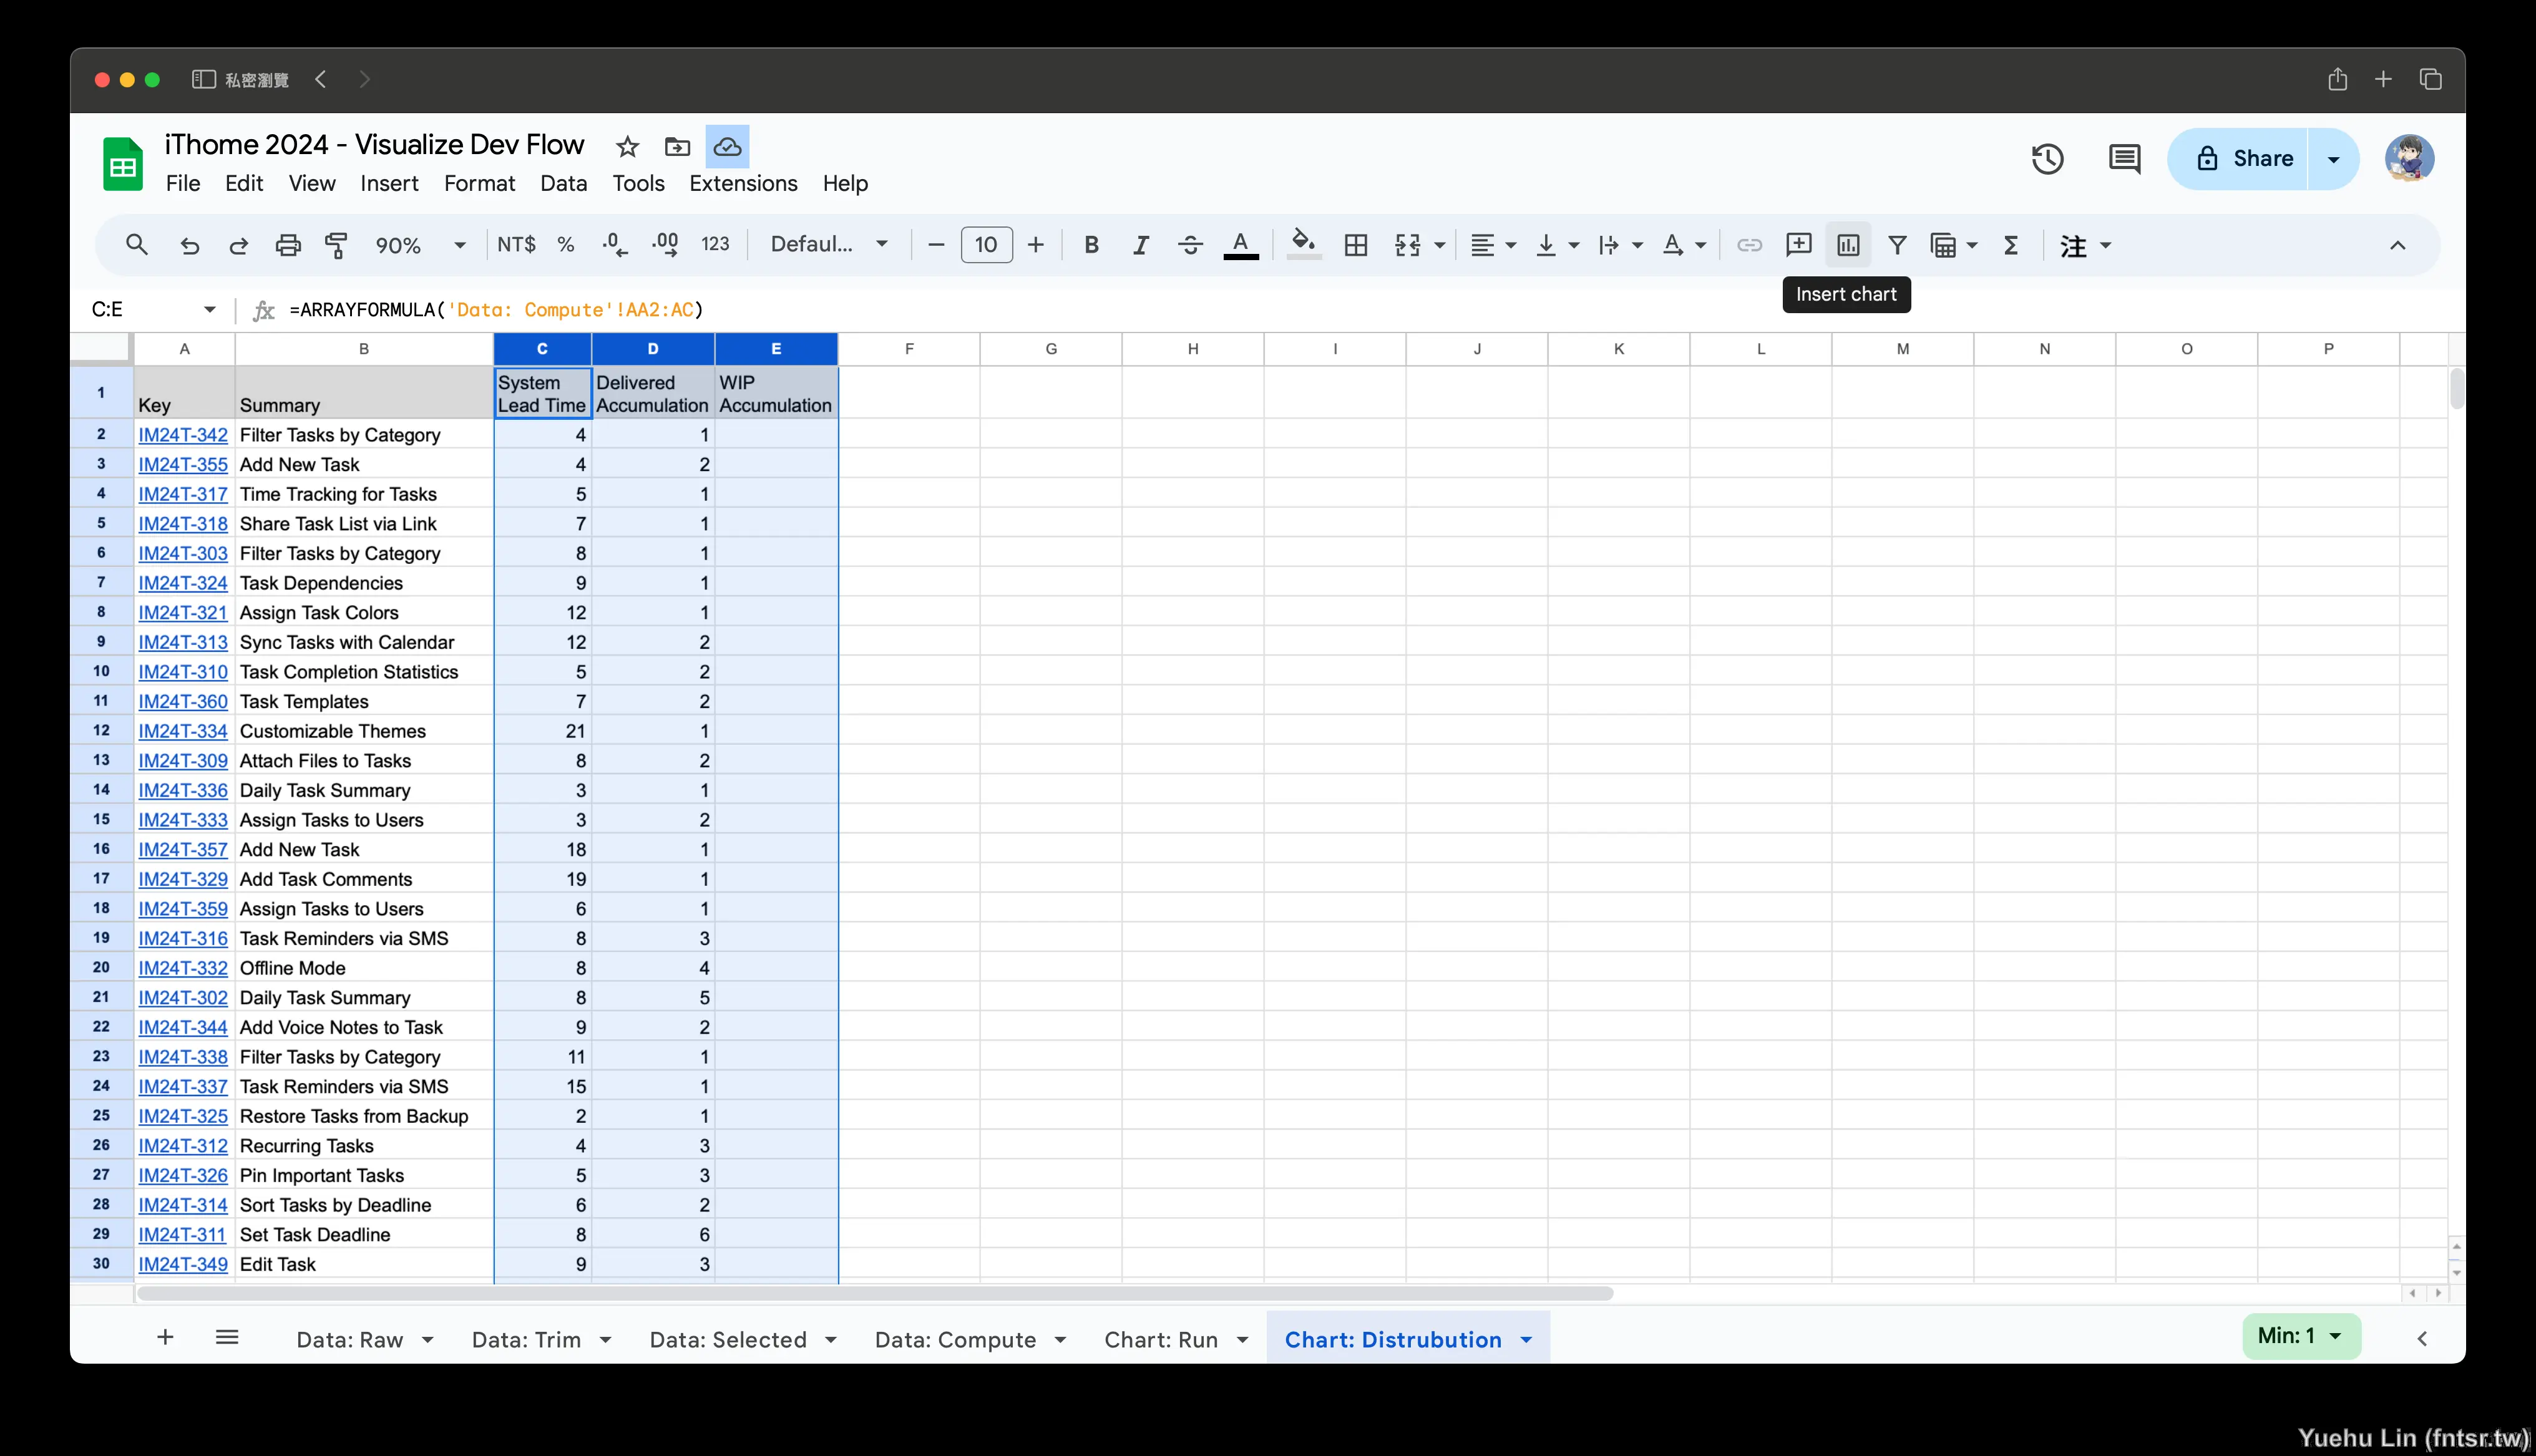 私密瀏覽
iThome 2024 - Visualize Dev Flow
File Edit View Insert Format Data Tools Extensions Help
Share
90% NT$ % .0 .00 123 Defaul... 10 B I A A 注
Insert chart
C:E =ARRAYFORMULA('Data: Compute'!AA2:AC)
A B C D E F G H I J K L M N O P
1 Key Summary System Lead Time Delivered Accumulation WIP Accumulation
2 IM24T-342 Filter Tasks by Category 4 1
3 IM24T-355 Add New Task 4 2
4 IM24T-317 Time Tracking for Tasks 5 1
5 IM24T-318 Share Task List via Link 7 1
6 IM24T-303 Filter Tasks by Category 8 1
7 IM24T-324 Task Dependencies 9 1
8 IM24T-321 Assign Task Colors 12 1
9 IM24T-313 Sync Tasks with Calendar 12 2
10 IM24T-310 Task Completion Statistics 5 2
11 IM24T-360 Task Templates 7 2
12 IM24T-334 Customizable Themes 21 1
13 IM24T-309 Attach Files to Tasks 8 2
14 IM24T-336 Daily Task Summary 3 1
15 IM24T-333 Assign Tasks to Users 3 2
16 IM24T-357 Add New Task 18 1
17 IM24T-329 Add Task Comments 19 1
18 IM24T-359 Assign Tasks to Users 6 1
19 IM24T-316 Task Reminders via SMS 8 3
20 IM24T-332 Offline Mode 8 4
21 IM24T-302 Daily Task Summary 8 5
22 IM24T-344 Add Voice Notes to Task 9 2
23 IM24T-338 Filter Tasks by Category 11 1
24 IM24T-337 Task Reminders via SMS 15 1
25 IM24T-325 Restore Tasks from Backup 2 1
26 IM24T-312 Recurring Tasks 4 3
27 IM24T-326 Pin Important Tasks 5 3
28 IM24T-314 Sort Tasks by Deadline 6 2
29 IM24T-311 Set Task Deadline 8 6
30 IM24T-349 Edit Task 9 3
Data: Raw Data: Trim Data: Selected Data: Compute Chart: Run Chart: Distrubution Min: 1
Yuehu Lin (fntsr.tw)